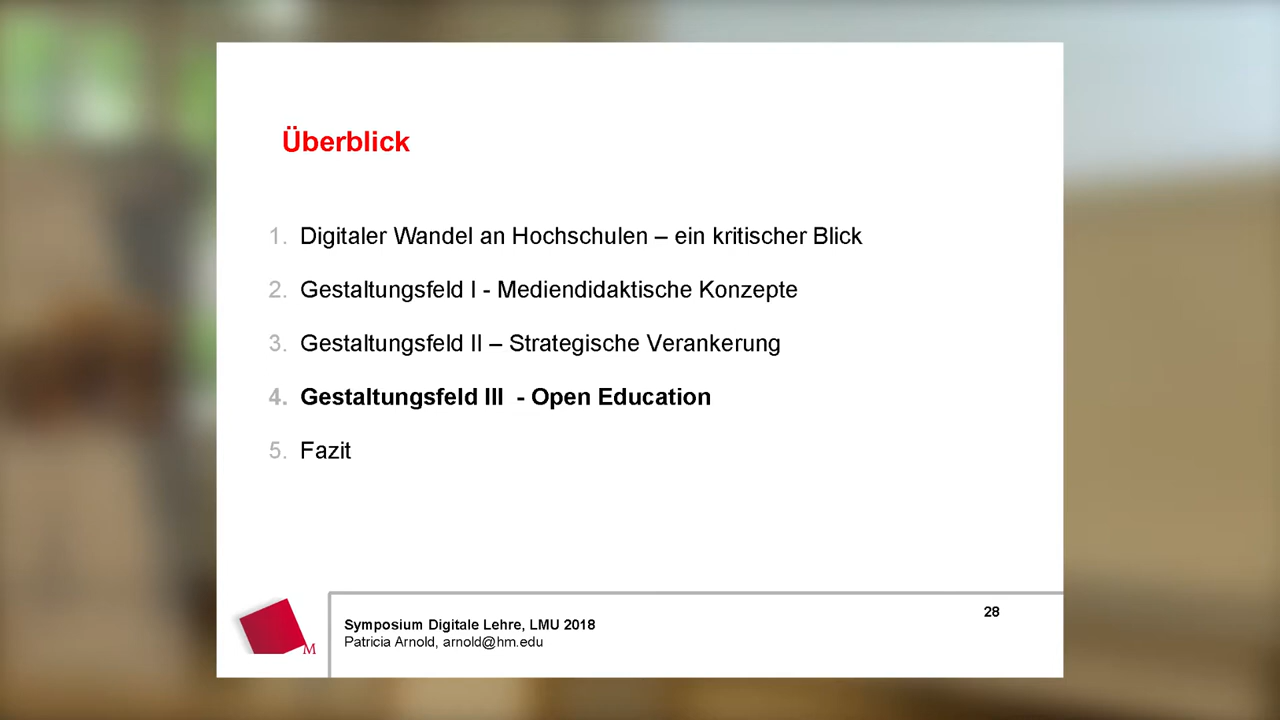 Überblick
1. Digitaler Wandel an Hochschulen – ein kritischer Blick
2. Gestaltungsfeld I - Mediendidaktische Konzepte
3. Gestaltungsfeld II – Strategische Verankerung
4. Gestaltungsfeld III - Open Education
5. Fazit
28
Symposium Digitale Lehre, LMU 2018
Patricia Arnold, arnold@hm.edu
M